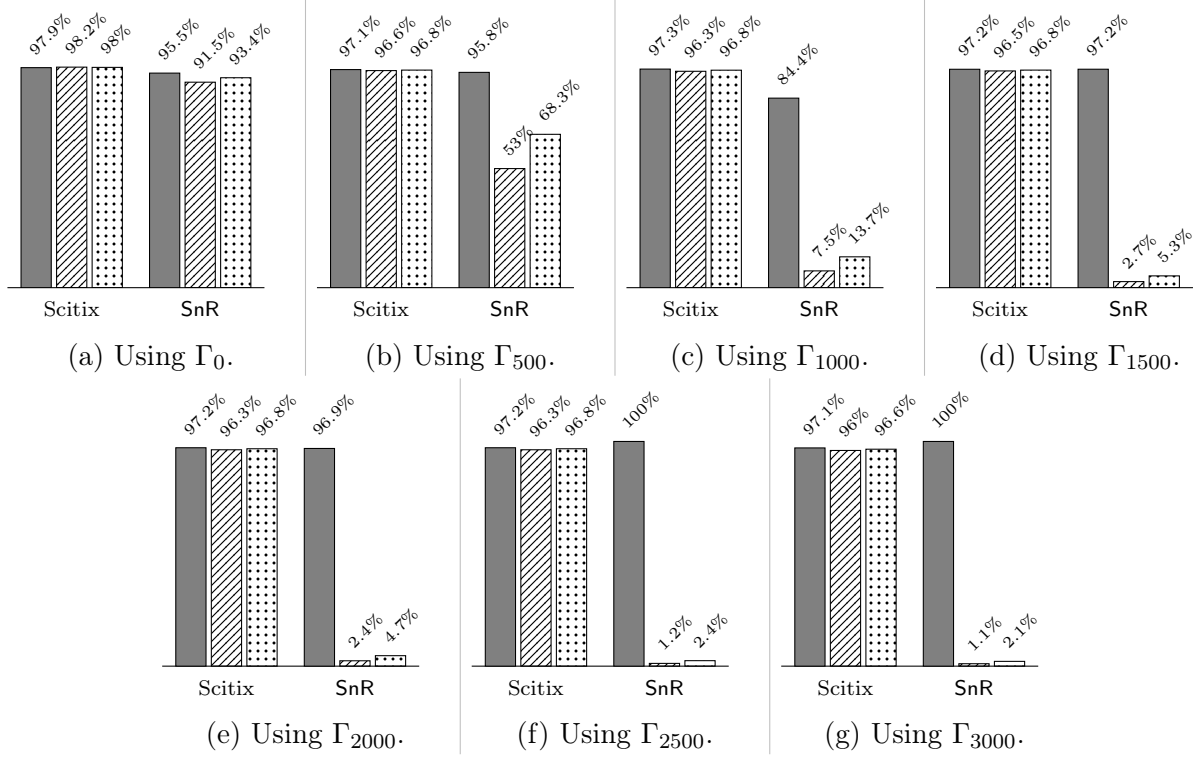 97.9% 98.2% 98% 95.5% 91.5% 93.4%
Scitix SnR
(a) Using Γ0.
97.1% 96.6% 96.8% 95.8% 53% 68.3%
Scitix SnR
(b) Using Γ500.
97.3% 96.3% 96.8% 84.4% 7.5% 13.7%
Scitix SnR
(c) Using Γ1000.
97.2% 96.5% 96.8% 97.2% 2.7% 5.3%
Scitix SnR
(d) Using Γ1500.
97.2% 96.3% 96.8% 96.9% 2.4% 4.7%
Scitix SnR
(e) Using Γ2000.
97.2% 96.3% 96.8% 100% 1.2% 2.4%
Scitix SnR
(f) Using Γ2500.
97.1% 96% 96.6% 100% 1.1% 2.1%
Scitix SnR
(g) Using Γ3000.